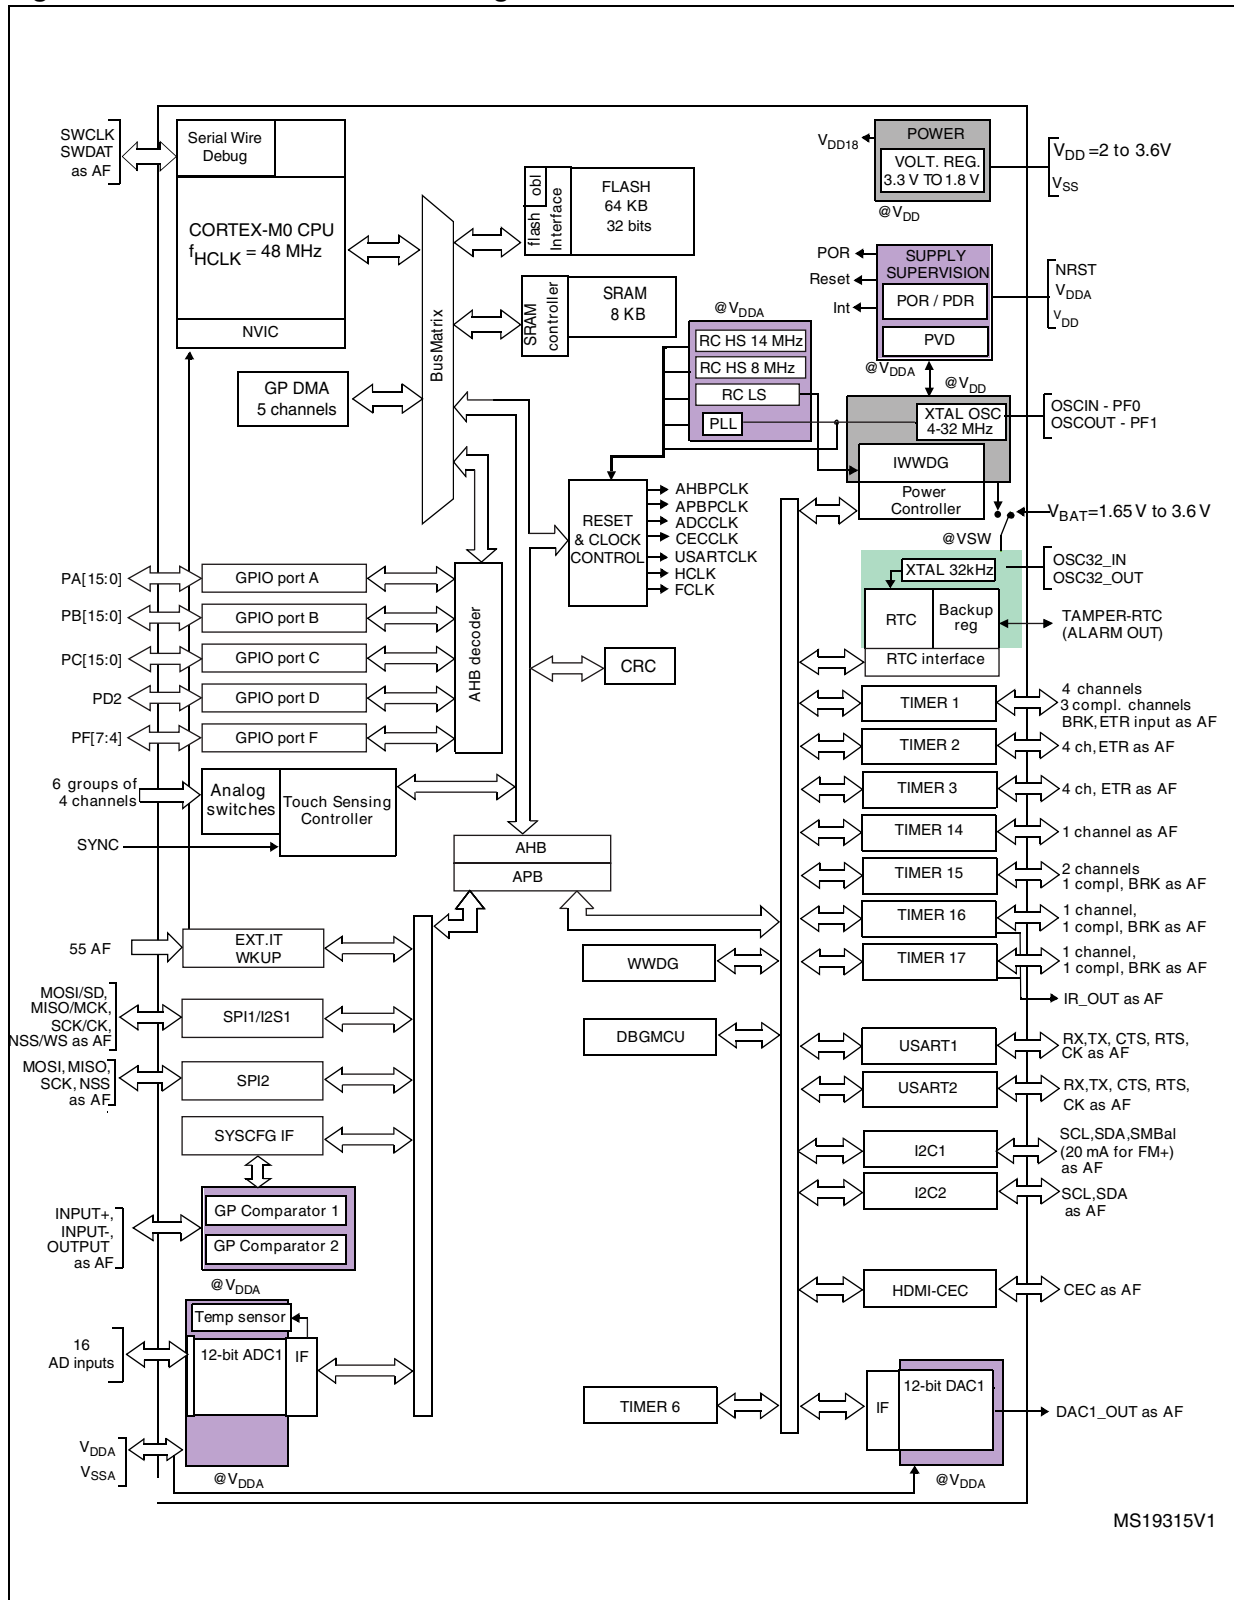 SWCLK
SWDAT
as AF
Serial Wire
Debug
CORTEX-M0 CPU
fHCLK = 48 MHz
NVIC
GP DMA
5 channels
BusMatrix
flash
obl
Interface
FLASH
64 KB
32 bits
SRAM
controller
SRAM
8 KB
VDD18
POWER
VOLT. REG.
3.3 V TO 1.8 V
@VDD
VDD =2 to 3.6V
VSS
POR
Reset
Int
SUPPLY
SUPERVISION
POR / PDR
PVD
@VDDA
NRST
VDDA
VDD
@VDDA
RC HS 14 MHz
RC HS 8 MHz
RC LS
PLL
@VDD
XTAL OSC
4-32 MHz
IWWDG
Power
Controller
OSCIN - PF0
OSCOUT - PF1
VBAT=1.65 V to 3.6 V
@VSW
RESET
& CLOCK
CONTROL
AHBPCLK
APBPCLK
ADCCLK
CECCLK
USARTCLK
HCLK
FCLK
XTAL 32kHz
RTC
Backup
reg
RTC interface
OSC32_IN
OSC32_OUT
TAMPER-RTC
(ALARM OUT)
PA[15:0]
GPIO port A
PB[15:0]
GPIO port B
PC[15:0]
GPIO port C
PD2
GPIO port D
PF[7:4]
GPIO port F
AHB decoder
CRC
6 groups of
4 channels
SYNC
Analog
switches
Touch Sensing
Controller
AHB
APB
TIMER 1
4 channels
3 compl. channels
BRK,ETR input as AF
TIMER 2
4 ch,ETR as AF
TIMER 3
4 ch, ETR as AF
TIMER 14
1 channel as AF
TIMER 15
2 channels
1 compl, BRK as AF
TIMER 16
1 channel,
1 compl, BRK as AF
TIMER 17
1 channel,
1 compl, BRK as AF
IR_OUT as AF
55 AF
EXT.IT
WKUP
WWDG
MOSI/SD,
MISO/MCK,
SCK/CK,
NSS/WS as AF
SPI1/I2S1
DBGMCU
USART1
RX,TX, CTS, RTS,
CK as AF
MOSI,MISO,
SCK,NSS
as AF
SPI2
USART2
RX,TX, CTS, RTS,
CK as AF
SYSCFG IF
I2C1
SCL,SDA,SMBal
(20 mA for FM+)
as AF
I2C2
SCL,SDA
as AF
INPUT+,
INPUT-,
OUTPUT
as AF
GP Comparator 1
GP Comparator 2
@VDDA
HDMI-CEC
CEC as AF
Temp sensor
16
AD inputs
12-bit ADC1
IF
TIMER 6
IF
12-bit DAC1
DAC1_OUT as AF
VDDA
VSSA
@VDDA
@VDDA
MS19315V1